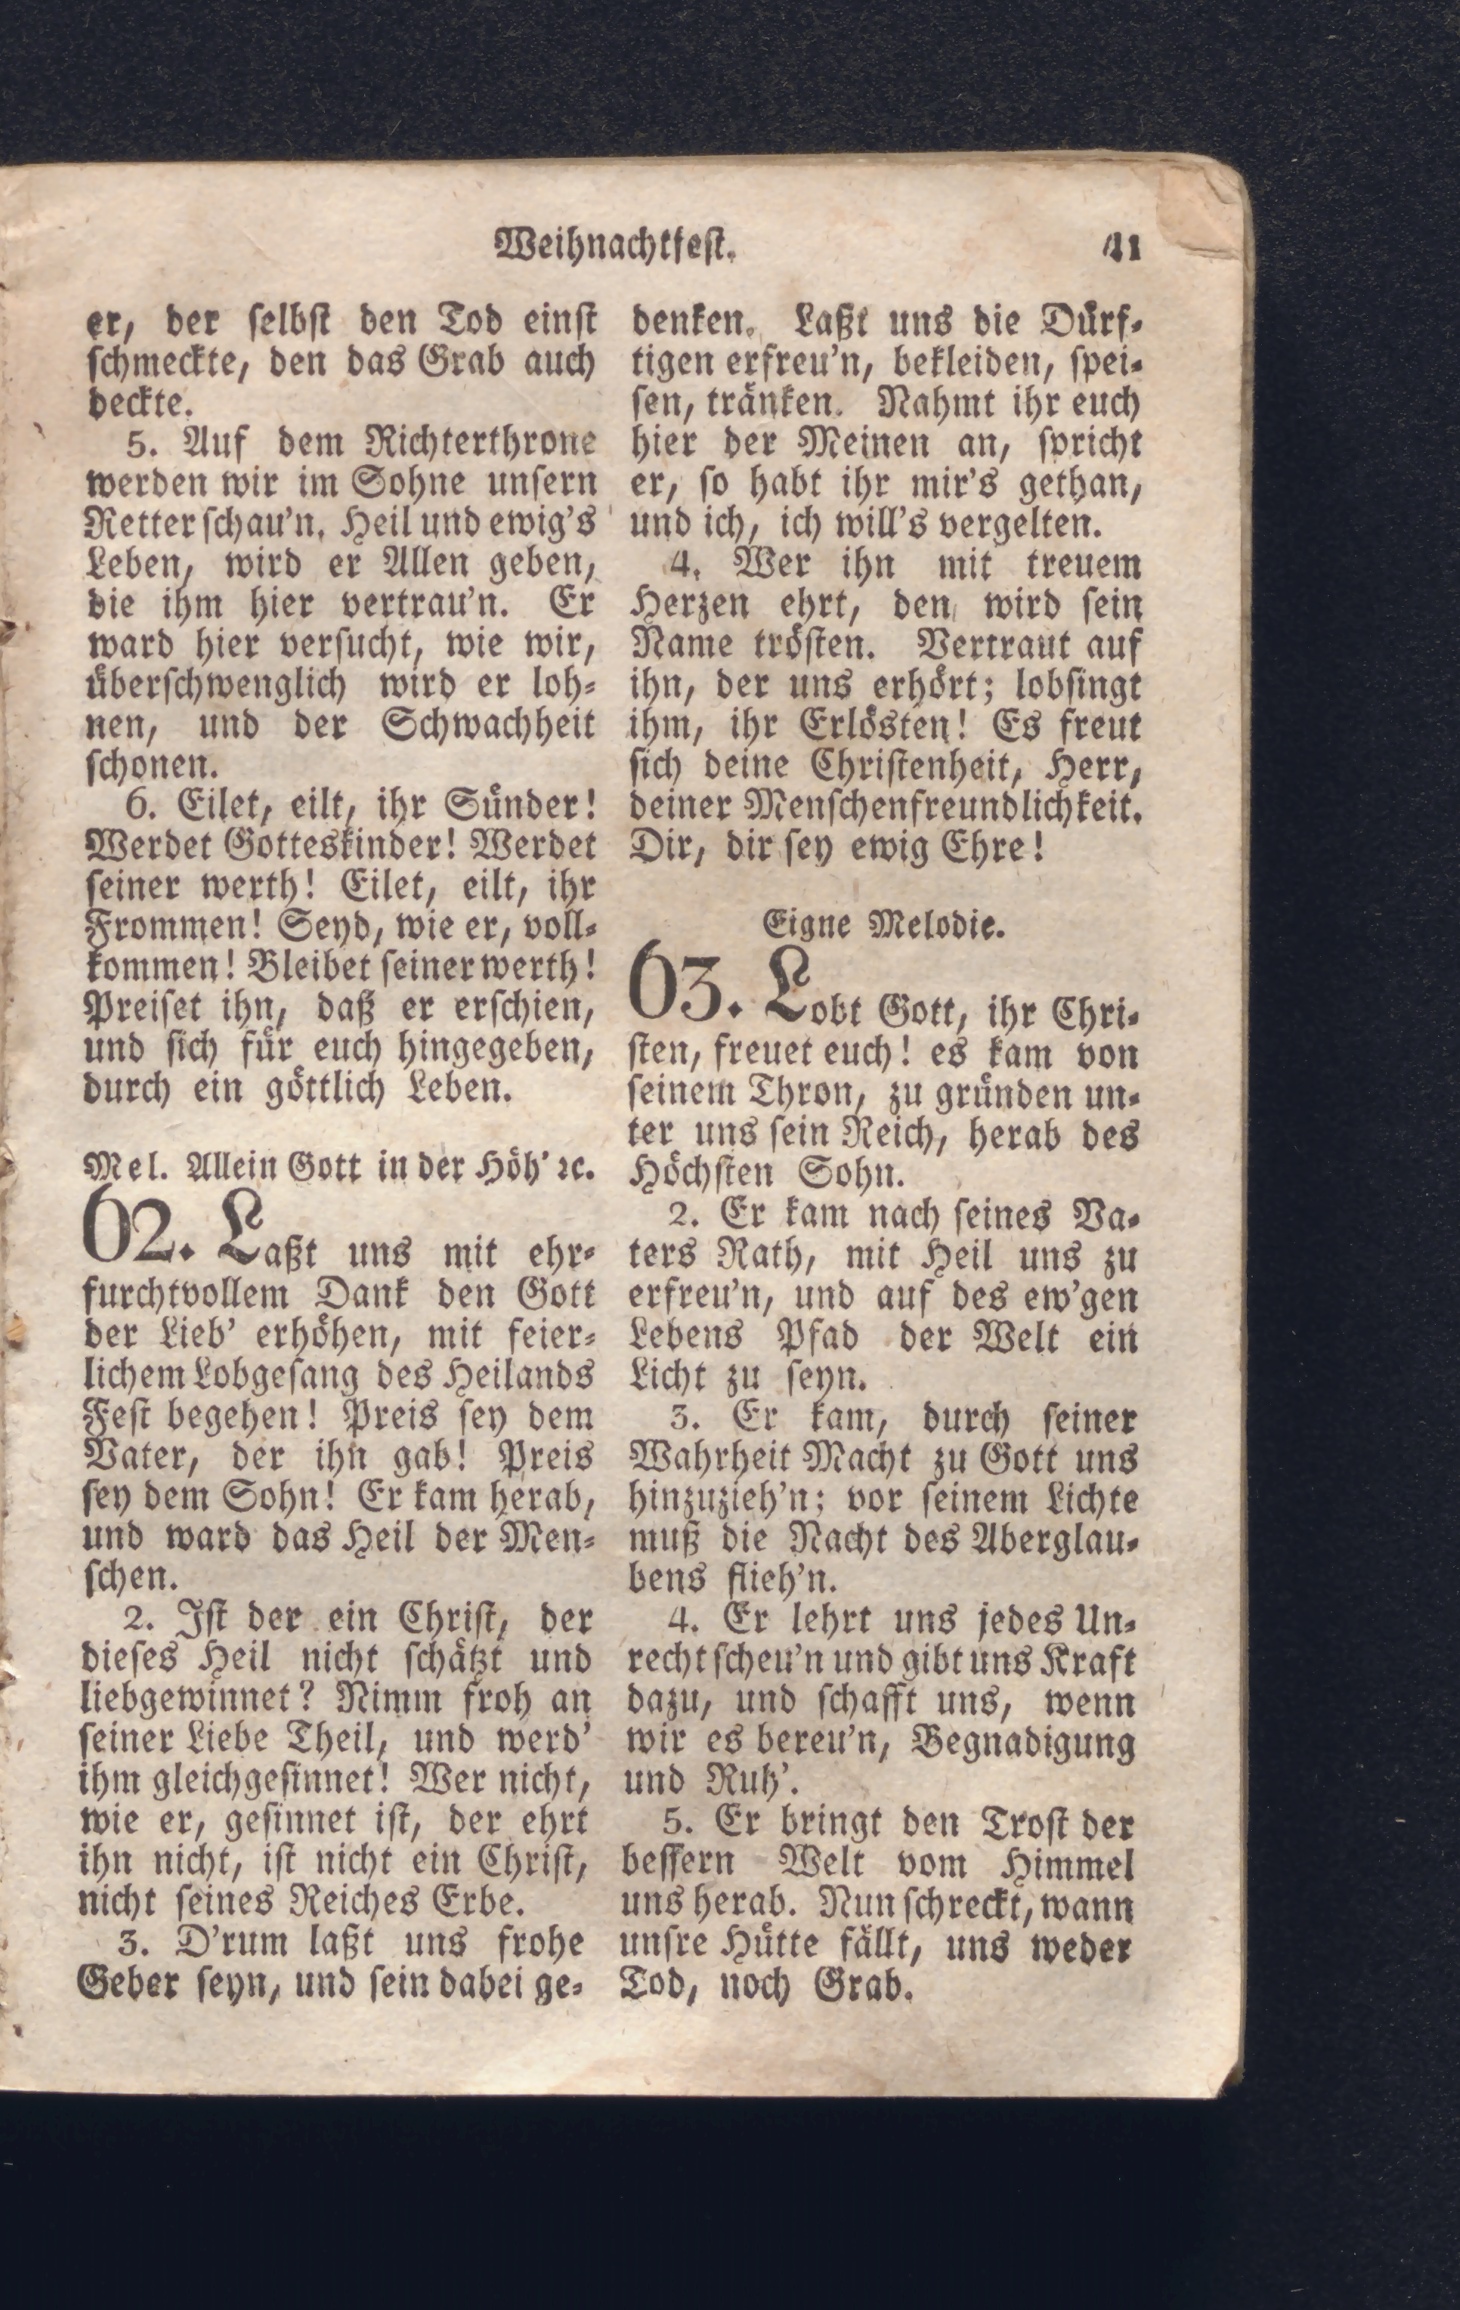 Weihnachtfest. 41
er, der selbst den Tod einst
schmeckte, den das Grab auch
deckte.
5. Auf dem Richterthrone
werden wir im Sohne unsern
Retter schau'n. Heil und ewig's
Leben, wird er Allen geben,
die ihm hier vertrau'n. Er
ward hier versucht, wie wir,
überschwenglich wird er loh-
nen, und der Schwachheit
schonen.
6. Eilet, eilt, ihr Sünder!
Werdet Gotteskinder! Werdet
seiner werth! Eilet, eilt, ihr
Frommen! Seyd, wie er, voll-
kommen! Bleibet seiner werth!
Preiset ihn, daß er erschien,
und sich für euch hingegeben,
durch ein göttlich Leben.
Mel. Allein Gott in der Höh' ꝛc.
62. Laßt uns mit ehr-
furchtvollem Dank den Gott
der Lieb' erhöhen, mit feier-
lichem Lobgesang des Heilands
Fest begehen! Preis sey dem
Vater, der ihn gab! Preis
sey dem Sohn! Er kam herab,
und ward das Heil der Men-
schen.
2. Ist der ein Christ, der
dieses Heil nicht schätzt und
liebgewinnet? Nimm froh an
seiner Liebe Theil, und werd'
ihm gleichgesinnet! Wer nicht,
wie er, gesinnet ist, der ehrt
ihn nicht, ist nicht ein Christ,
nicht seines Reiches Erbe.
3. D'rum laßt uns frohe
Geber seyn, und sein dabei ge-
denken. Laßt uns die Dürf-
tigen erfreu'n, bekleiden, spei-
sen, tränken. Nahmt ihr euch
hier der Meinen an, spricht
er, so habt ihr mir's gethan,
und ich, ich will's vergelten.
4. Wer ihn mit treuem
Herzen ehrt, den wird sein
Name trösten. Vertraut auf
ihn, der uns erhört; lobsingt
ihm, ihr Erlösten! Es freut
sich deine Christenheit, Herr,
deiner Menschenfreundlichkeit.
Dir, dir sey ewig Ehre!
Eigne Melodie.
63. Lobt Gott, ihr Chri-
sten, freuet euch! es kam von
seinem Thron, zu gründen un-
ter uns sein Reich, herab des
Höchsten Sohn.
2. Er kam nach seines Va-
ters Rath, mit Heil uns zu
erfreu'n, und auf des ew'gen
Lebens Pfad der Welt ein
Licht zu seyn.
3. Er kam, durch seiner
Wahrheit Macht zu Gott uns
hinzuzieh'n; vor seinem Lichte
muß die Nacht des Aberglau-
bens flieh'n.
4. Er lehrt uns jedes Un-
recht scheu'n und gibt uns Kraft
dazu, und schafft uns, wenn
wir es bereu'n, Begnadigung
und Ruh'.
5. Er bringt den Trost der
bessern Welt vom Himmel
uns herab. Nun schreckt, wann
unsre Hütte fällt, uns weder
Tod, noch Grab.